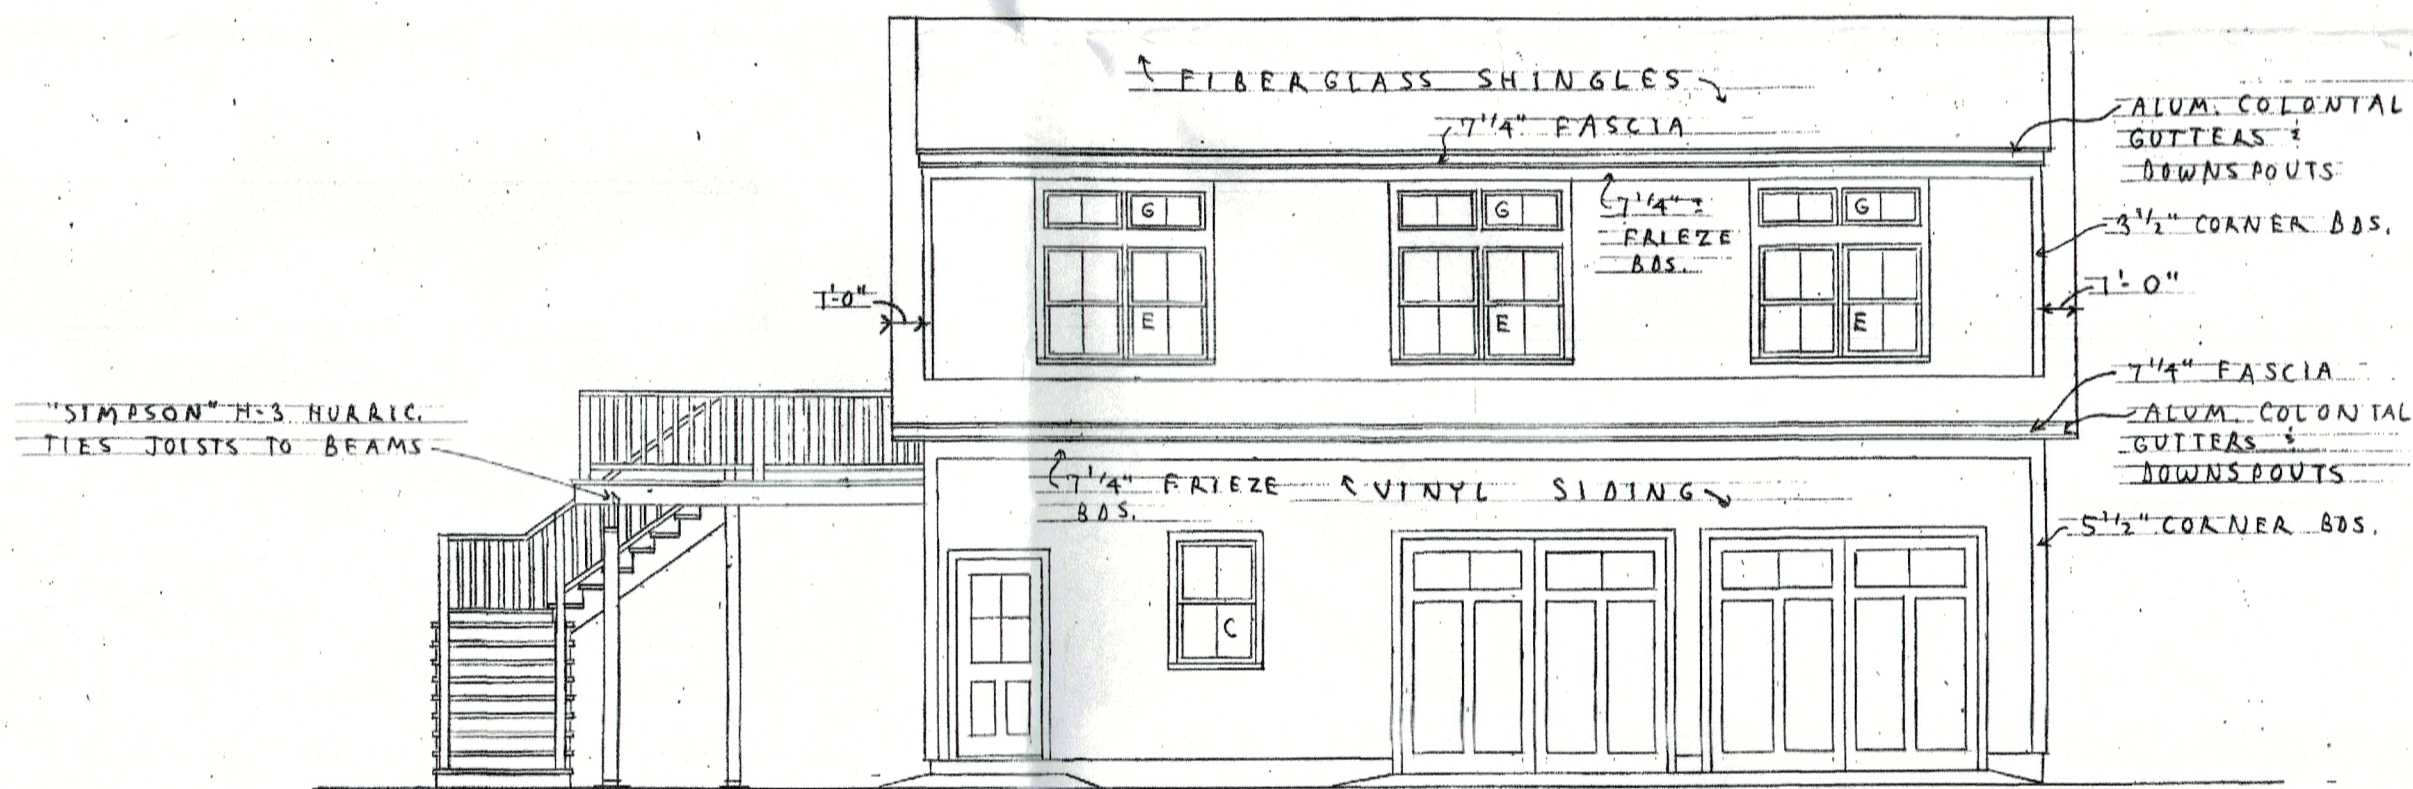 FIBERGLASS SHINGLES
7 1/4" FASCIA
ALUM. COLONIAL
GUTTERS &
DOWNSPOUTS
G
G
G
7 1/4"
FRIEZE
BDS.
3 1/2" CORNER BDS.
1'-0"
1'-0"
E
E
E
7 1/4" FASCIA
ALUM. COLONIAL
GUTTERS &
DOWNSPOUTS
"SIMPSON" H-3 HURRIC.
TIES JOISTS TO BEAMS
7 1/4" FRIEZE
BDS.
VINYL SIDING
5 1/2" CORNER BDS.
C